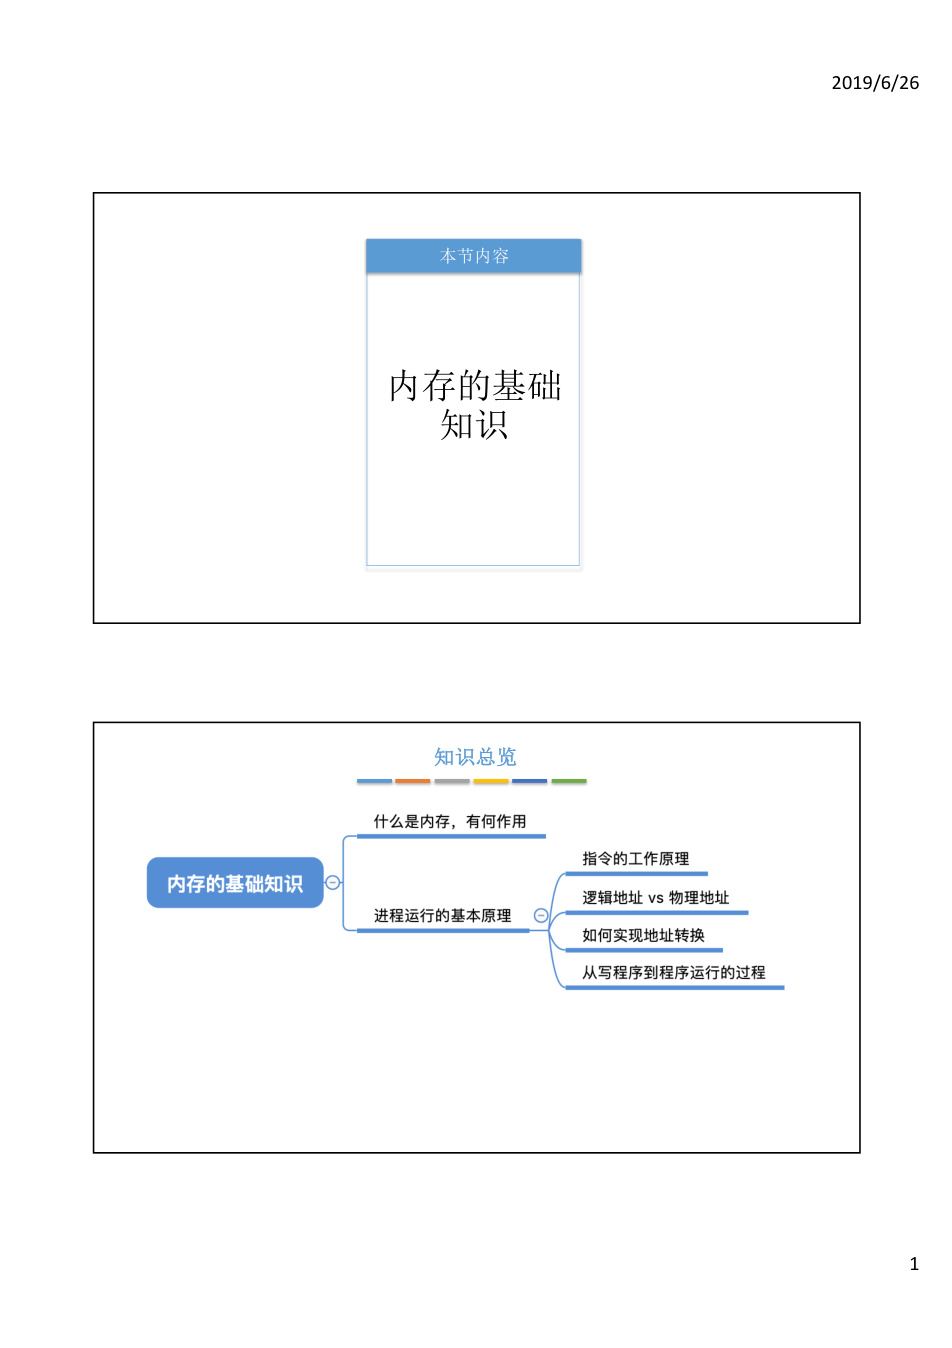 2019/6/26
本节内容
内存的基础
知识
知识总览
什么是内存，有何作用
内存的基础知识
进程运行的基本原理
指令的工作原理
逻辑地址 vs 物理地址
如何实现地址转换
从写程序到程序运行的过程
1